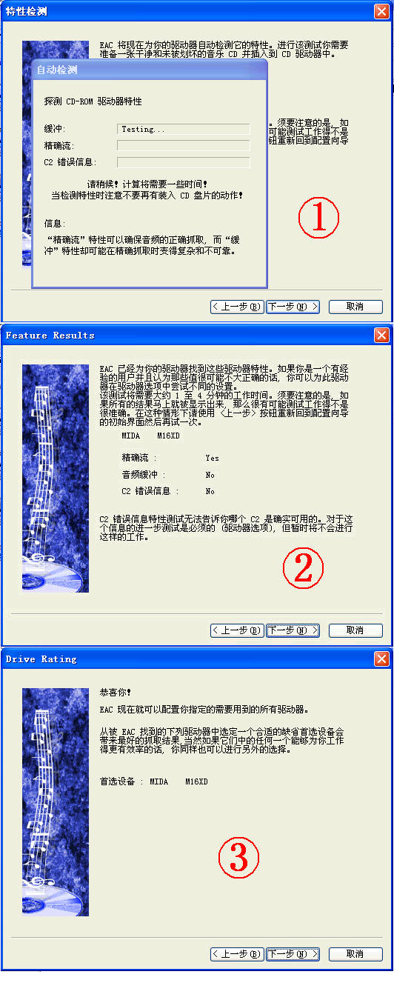 特性检测
EAC 将现在为你的驱动器自动检测它的特性。进行该测试你需要
准备一张干净和未被划坏的音乐 CD 并插入到 CD 驱动器中。
自动检测
探测 CD-ROM 驱动器特性
缓冲: Testing...
精确流:
C2 错误信息:
请稍候! 计算将需要一些时间!
当检测特性时注意不要再有装入 CD 盘片的动作!
信息:
“精确流”特性可以确保音频的正确抓取, 而“缓
冲”特性却可能在精确抓取时变得复杂和不可靠。
。须要注意的是, 如
可能测试工作得不是
钮重新回到配置向导
①
< 上一步(B) 下一步(N) > 取消
Feature Results
EAC 已经为你的驱动器找到这些驱动器特性。如果你是一个有经
验的用户并且认为那些值很可能不大正确的话, 你可以为此驱动
器在驱动器选项中尝试不同的设置。
该测试将需要大约 1 至 4 分钟的工作时间。须要注意的是, 如
果所有的结果马上就被显示出来, 那么很有可能测试工作得不是
很准确。在这种情形下请使用 <上一步> 按钮重新回到配置向导
的初始界面然后再试一次。
MIDA M16XD
精确流 : Yes
音频缓冲 : No
C2 错误信息 : No
C2 错误信息特性测试无法告诉你哪个 C2 是确实可用的。对于这
个信息的进一步测试是必须的 (驱动器选项), 但暂时将不会进行
这样的工作。
②
< 上一步(B) 下一步(N) > 取消
Drive Rating
恭喜你!
EAC 现在就可以配置你指定的需要用到的所有驱动器。
从被 EAC 找到的下列驱动器中选定一个合适的缺省首选设备会
带来最好的抓取结果,当然如果它们中的任何一个能够为你工作
得更有效率的话, 你同样也可以进行另外的选择。
首选设备 : MIDA M16XD
③
< 上一步(B) 下一步(N) > 取消